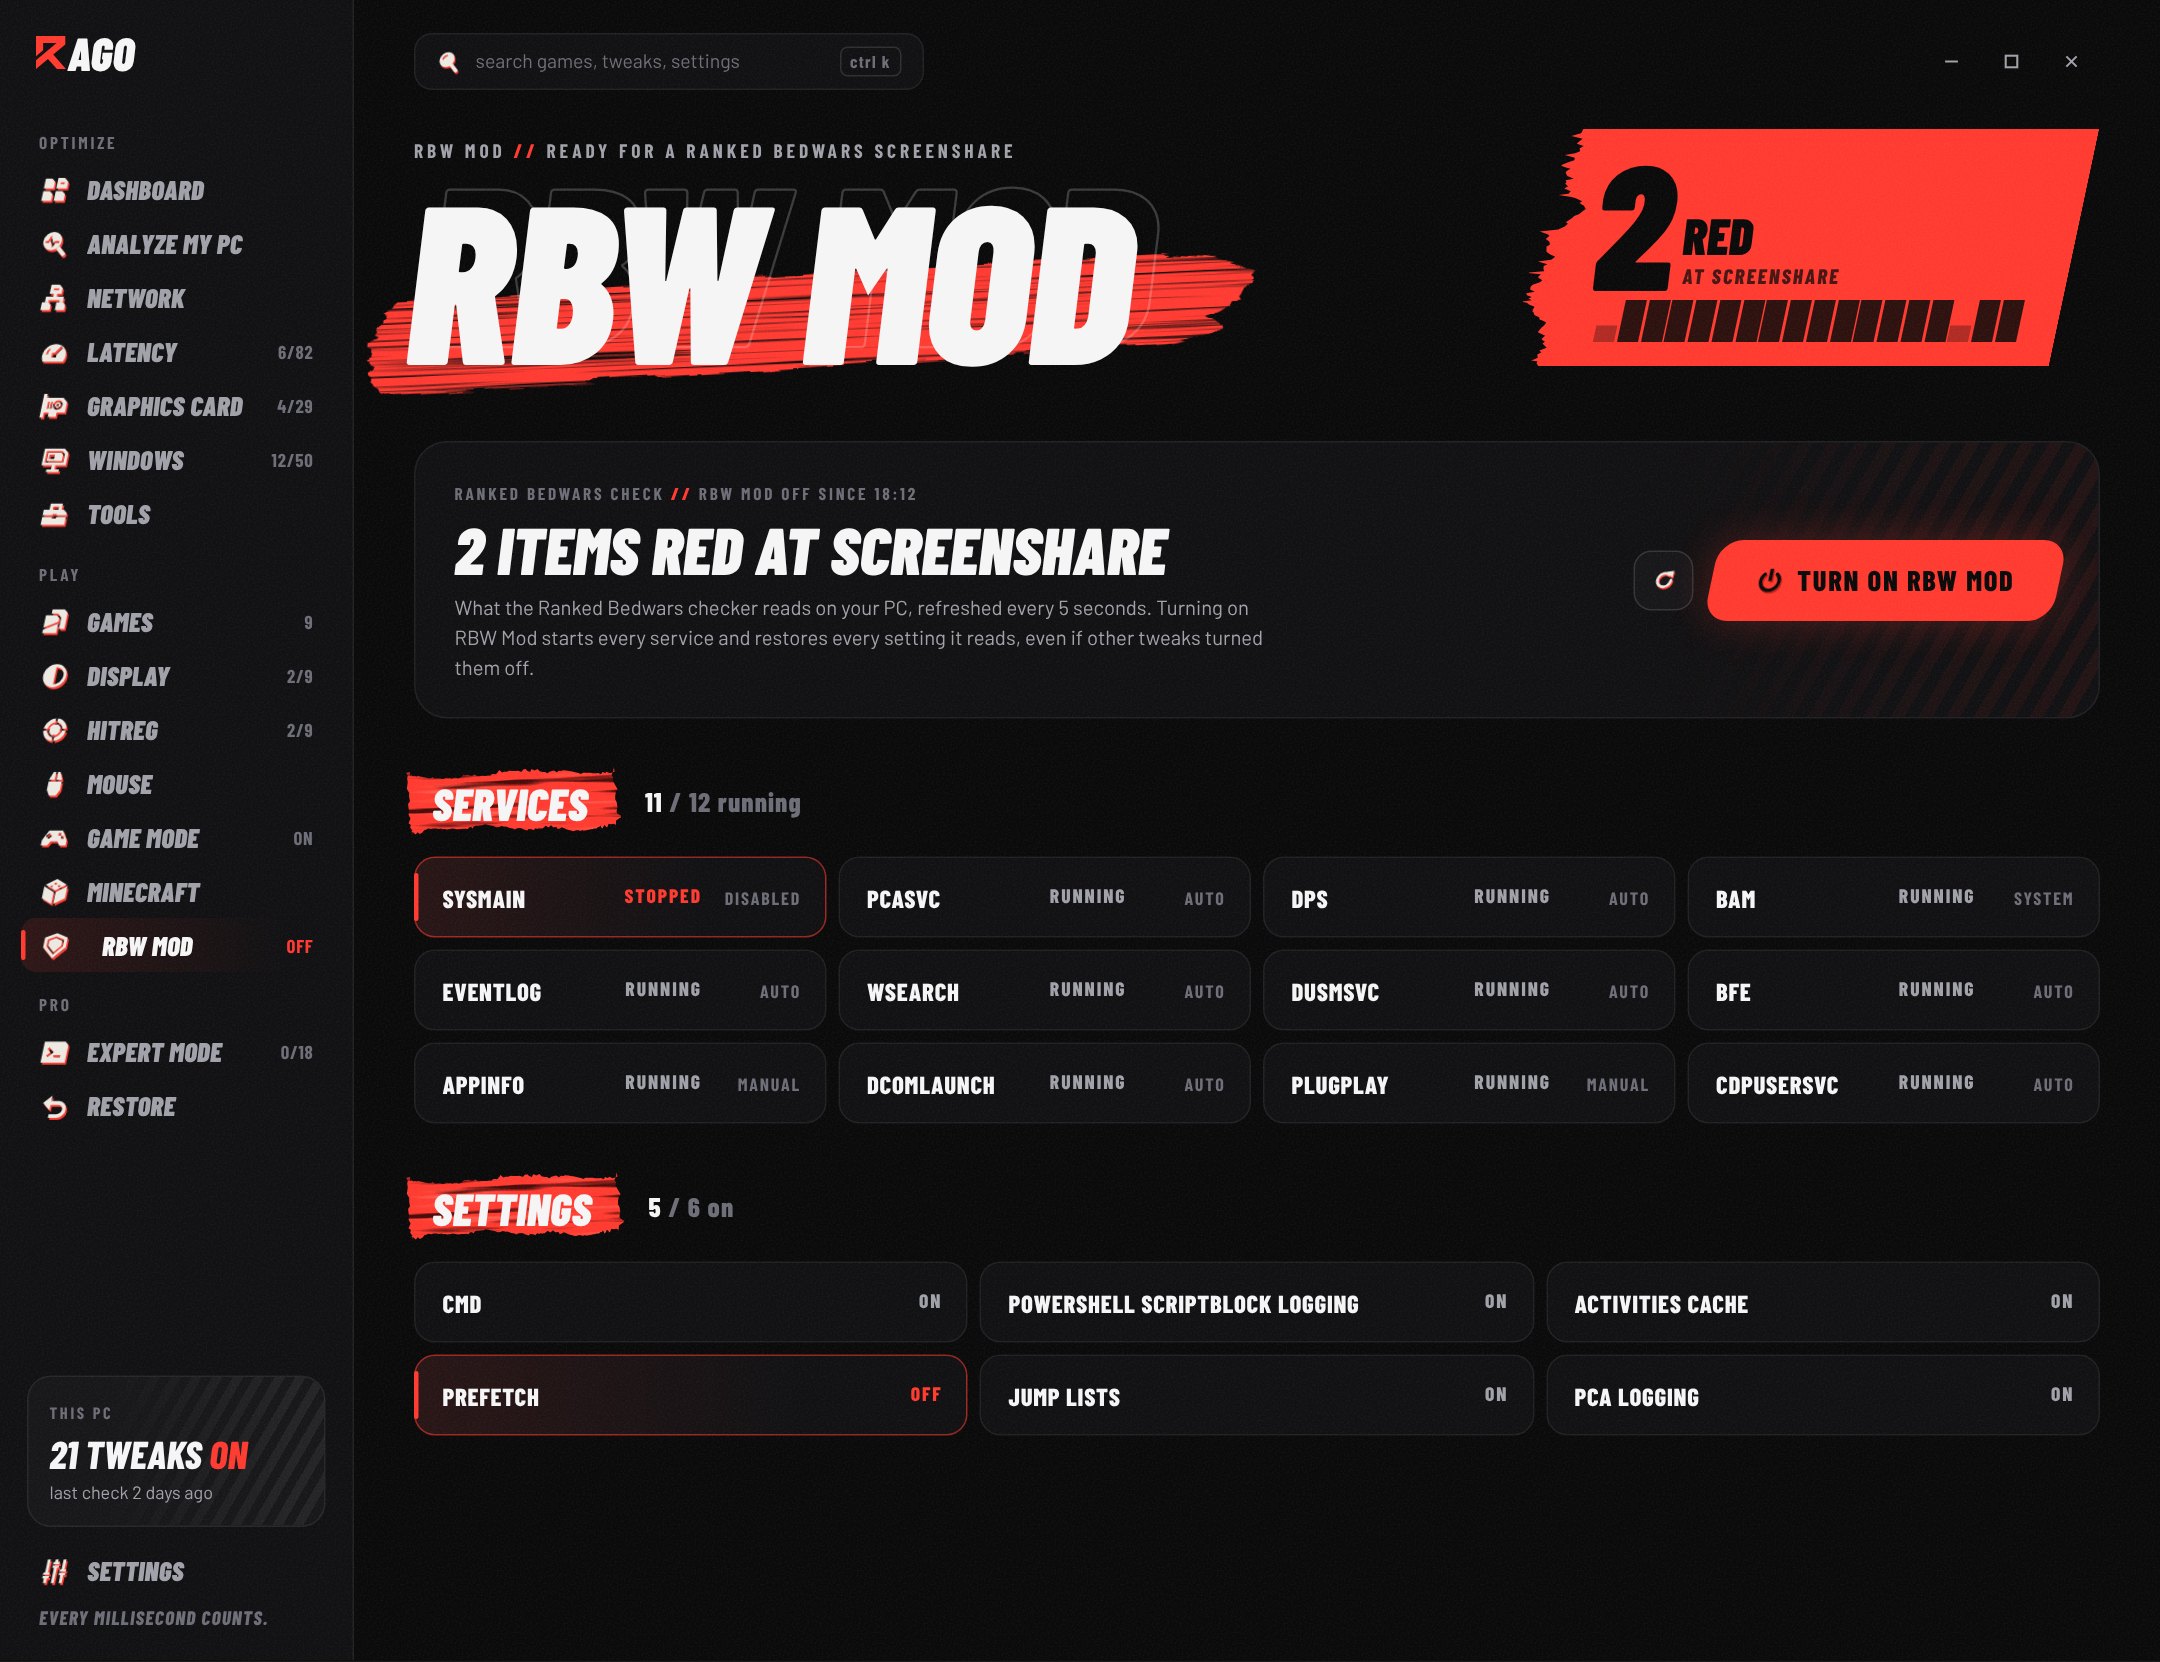 RAGO
search games, tweaks, settings
ctrl k
OPTIMIZE
DASHBOARD
ANALYZE MY PC
NETWORK
LATENCY 6/82
GRAPHICS CARD 4/29
WINDOWS 12/50
TOOLS
PLAY
GAMES 9
DISPLAY 2/9
HITREG 2/9
MOUSE
GAME MODE ON
MINECRAFT
RBW MOD OFF
PRO
EXPERT MODE 0/18
RESTORE
THIS PC
21 TWEAKS ON
last check 2 days ago
SETTINGS
EVERY MILLISECOND COUNTS.
RBW MOD // READY FOR A RANKED BEDWARS SCREENSHARE
RBW MOD
2 RED
AT SCREENSHARE
RANKED BEDWARS CHECK // RBW MOD OFF SINCE 18:12
2 ITEMS RED AT SCREENSHARE
What the Ranked Bedwars checker reads on your PC, refreshed every 5 seconds. Turning on
RBW Mod starts every service and restores every setting it reads, even if other tweaks turned
them off.
TURN ON RBW MOD
SERVICES 11 / 12 running
SYSMAIN STOPPED DISABLED
PCASVC RUNNING AUTO
DPS RUNNING AUTO
BAM RUNNING SYSTEM
EVENTLOG RUNNING AUTO
WSEARCH RUNNING AUTO
DUSMSVC RUNNING AUTO
BFE RUNNING AUTO
APPINFO RUNNING MANUAL
DCOMLAUNCH RUNNING AUTO
PLUGPLAY RUNNING MANUAL
CDPUSERSVC RUNNING AUTO
SETTINGS 5 / 6 on
CMD ON
POWERSHELL SCRIPTBLOCK LOGGING ON
ACTIVITIES CACHE ON
PREFETCH OFF
JUMP LISTS ON
PCA LOGGING ON